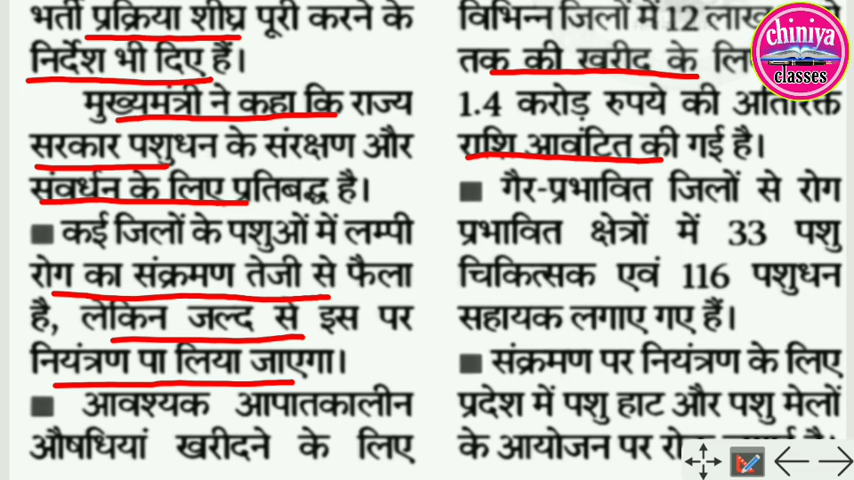 भर्ती प्रक्रिया शीघ्र पूरी करने के
निर्देश भी दिए हैं।
मुख्यमंत्री ने कहा कि राज्य
सरकार पशुधन के संरक्षण और
संवर्धन के लिए प्रतिबद्ध है।
कई जिलों के पशुओं में लम्पी
रोग का संक्रमण तेजी से फैला
है, लेकिन जल्द से इस पर
नियंत्रण पा लिया जाएगा।
आवश्यक आपातकालीन
औषधियां खरीदने के लिए
विभिन्न जिलों में 12 लाख
तक की खरीद के
1.4 करोड़ रुपये की अतिरिक्त
राशि आवंटित की गई है।
गैर-प्रभावित जिलों से रोग
प्रभावित क्षेत्रों में 33 पशु
चिकित्सक एवं 116 पशुधन
सहायक लगाए गए हैं।
संक्रमण पर नियंत्रण के लिए
प्रदेश में पशु हाट और पशु मेलों
के आयोजन पर
chiniya
classes